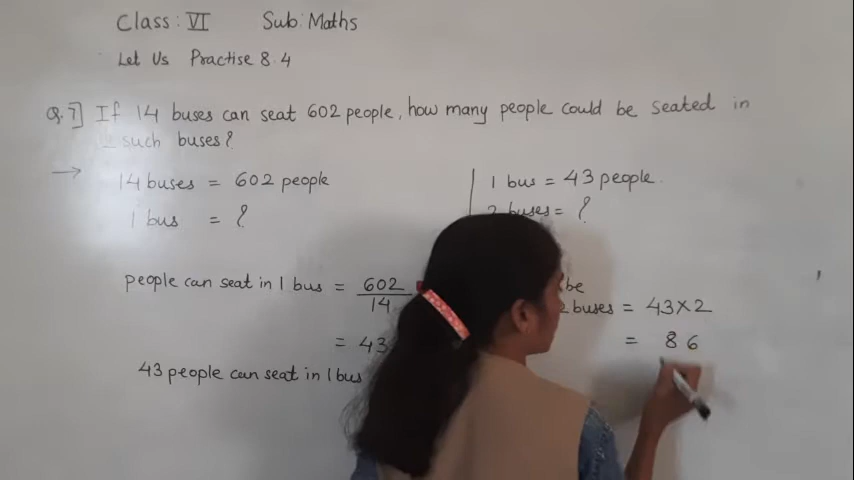 Class: VI Sub: Maths
Let Us Practise 8.4
Q.7] If 14 buses can seat 602 people, how many people could be seated in
2 such buses?
→ 14 buses = 602 people
1 bus = ?
people can seat in 1 bus = 602/14
= 43
43 people can seat in 1 bus
1 bus = 43 people.
2 buses = ?
be
2 buses = 43×2
= 86